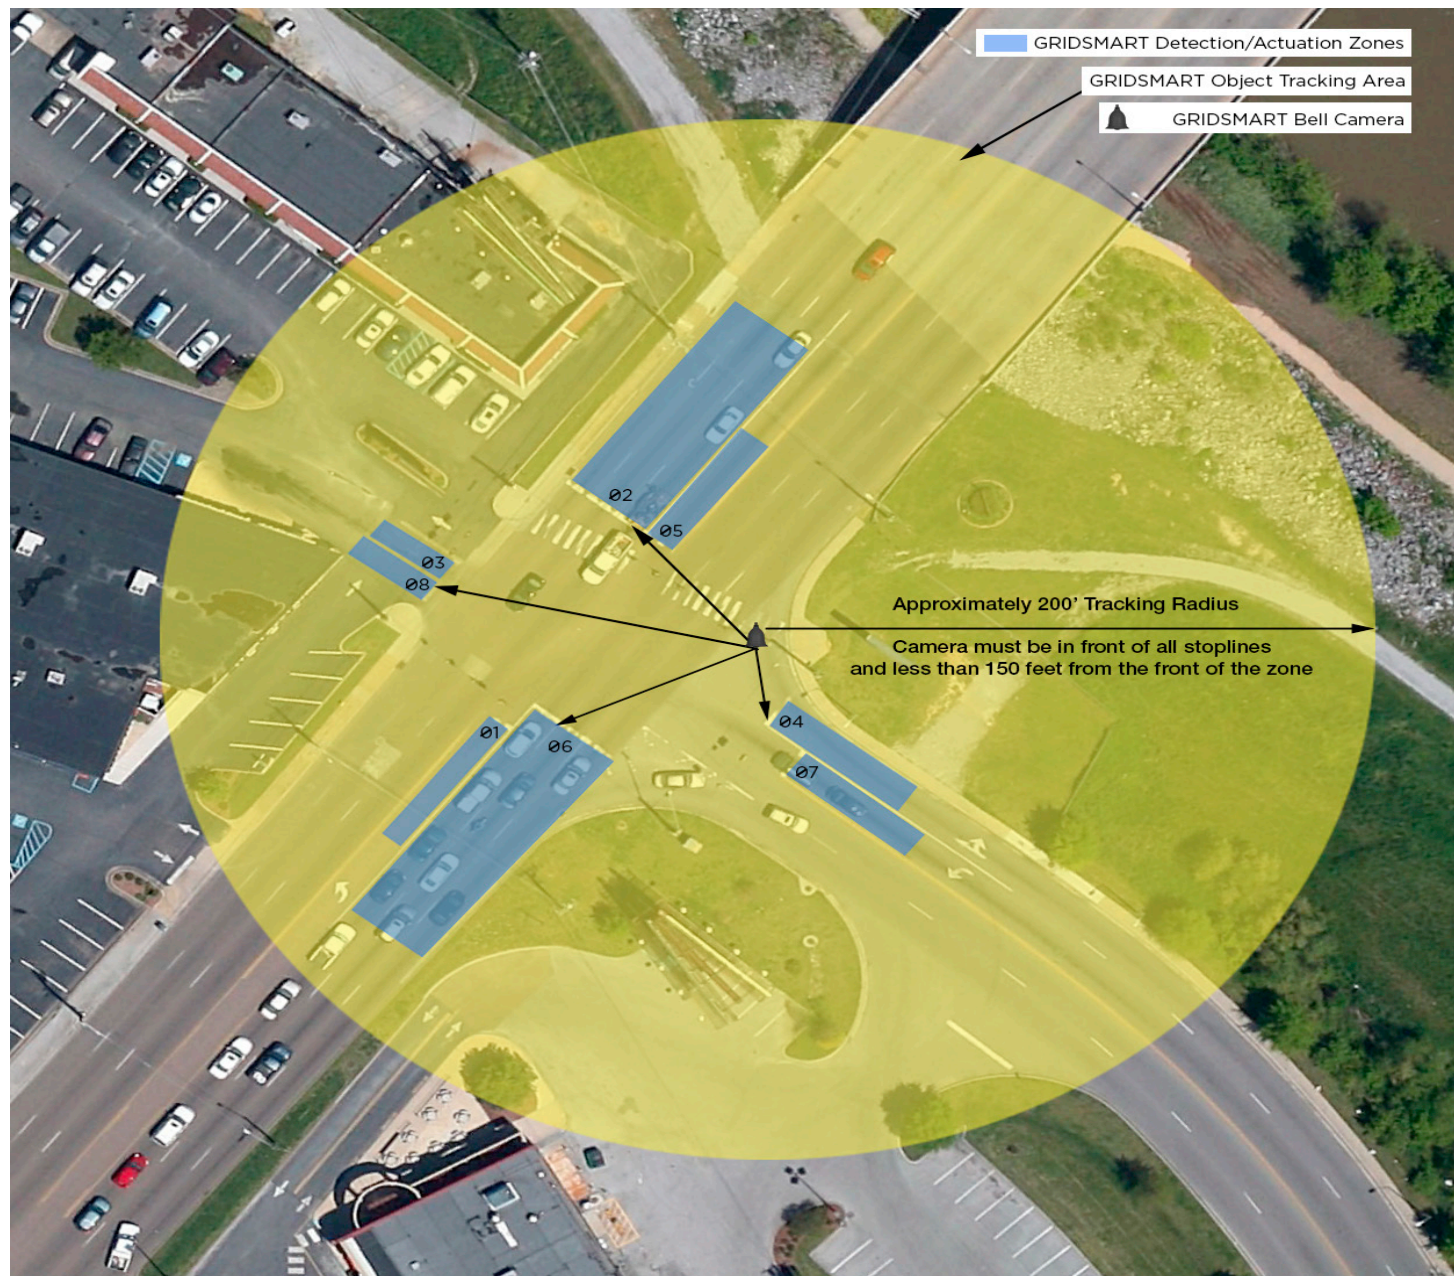 GRIDSMART Detection/Actuation Zones
GRIDSMART Object Tracking Area
GRIDSMART Bell Camera
Ø2
Ø5
Ø3
Ø8
Approximately 200’ Tracking Radius
Camera must be in front of all stoplines
and less than 150 feet from the front of the zone
Ø4
Ø1
Ø6
Ø7